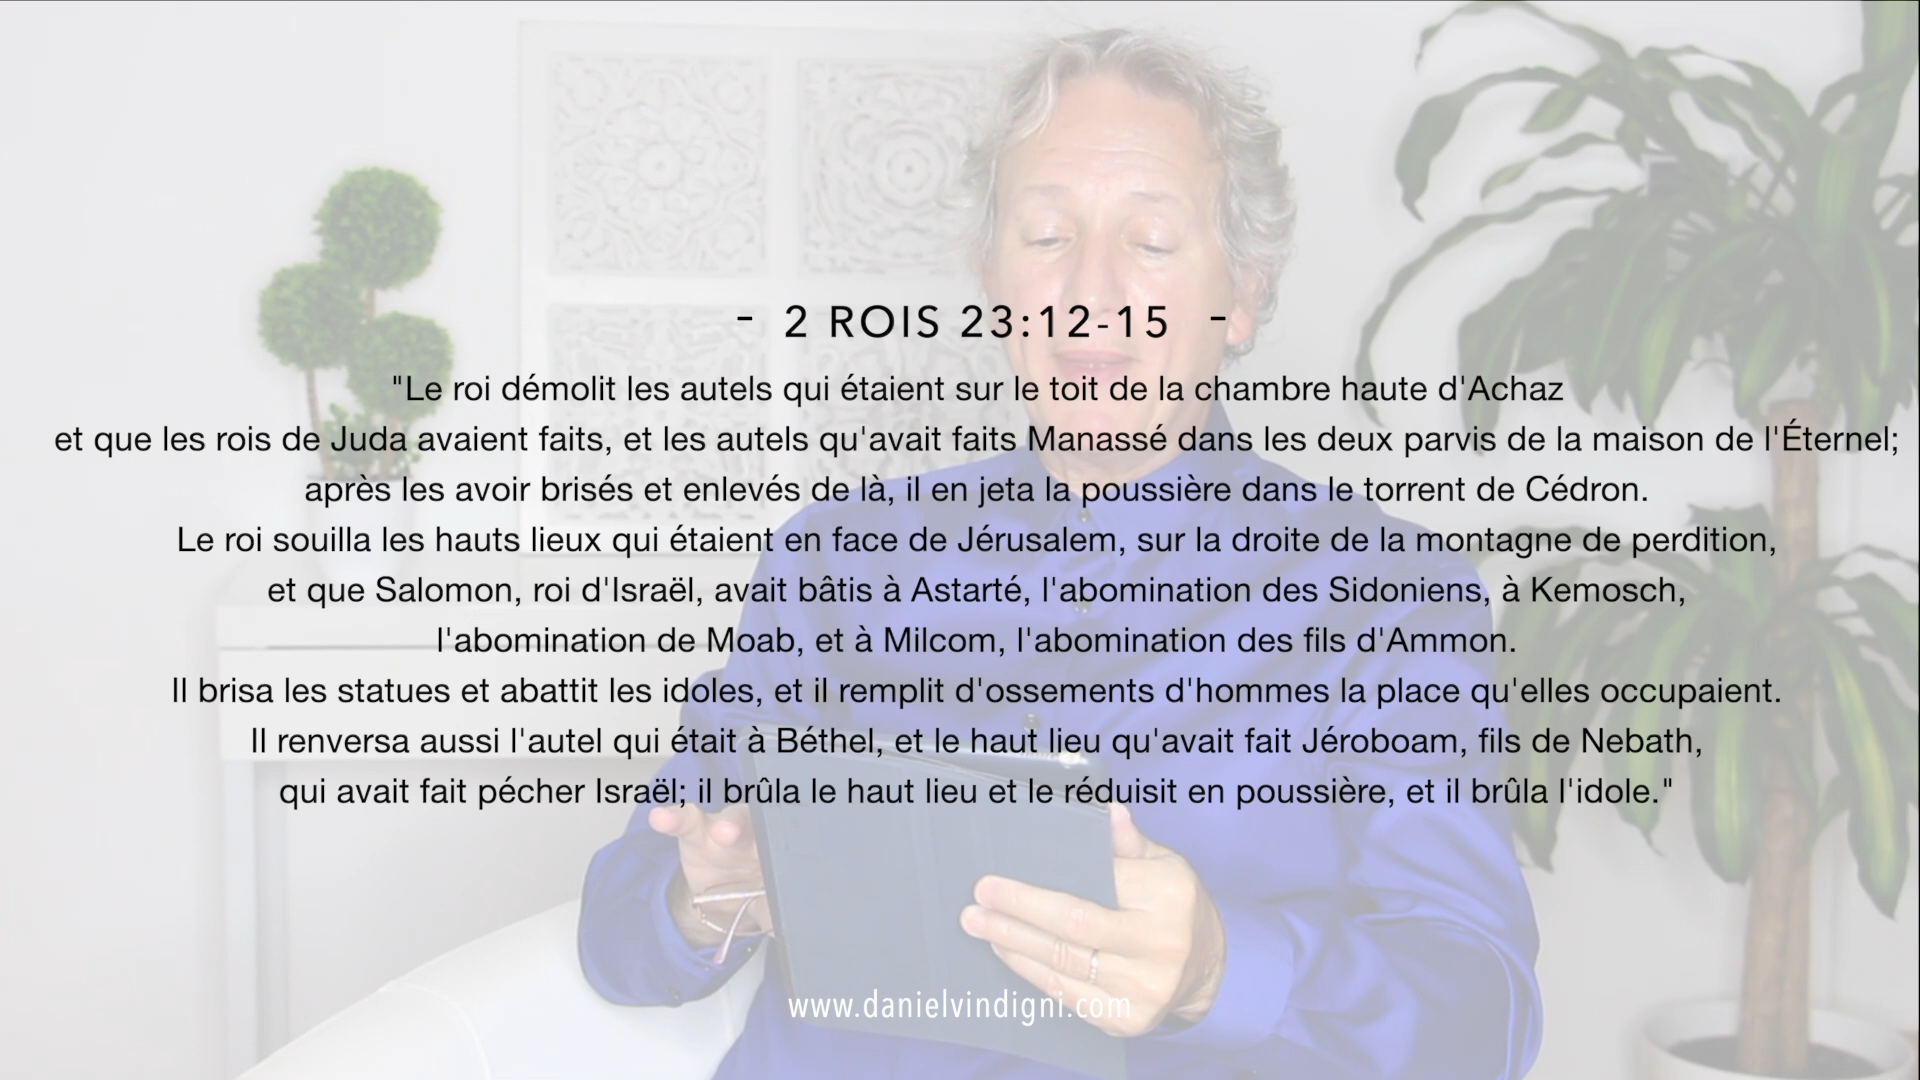 - 2 ROIS 23:12-15 -
"Le roi démolit les autels qui étaient sur le toit de la chambre haute d'Achaz
et que les rois de Juda avaient faits, et les autels qu'avait faits Manassé dans les deux parvis de la maison de l'Éternel;
après les avoir brisés et enlevés de là, il en jeta la poussière dans le torrent de Cédron.
Le roi souilla les hauts lieux qui étaient en face de Jérusalem, sur la droite de la montagne de perdition,
et que Salomon, roi d'Israël, avait bâtis à Astarté, l'abomination des Sidoniens, à Kemosch,
l'abomination de Moab, et à Milcom, l'abomination des fils d'Ammon.
Il brisa les statues et abattit les idoles, et il remplit d'ossements d'hommes la place qu'elles occupaient.
Il renversa aussi l'autel qui était à Béthel, et le haut lieu qu'avait fait Jéroboam, fils de Nebath,
qui avait fait pécher Israël; il brûla le haut lieu et le réduisit en poussière, et il brûla l'idole."
www.danielvindigni.com